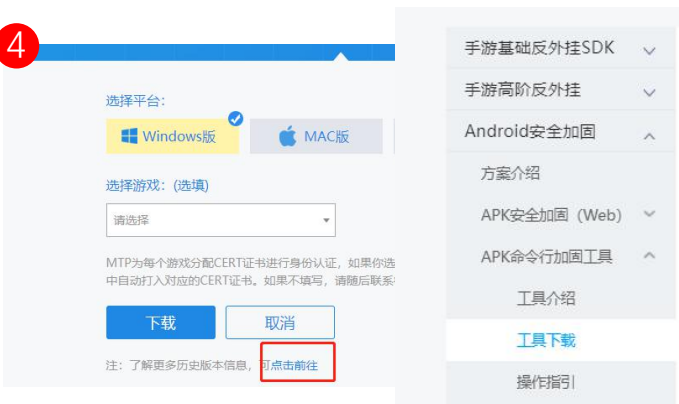 4
选择平台：
Windows版
MAC版
选择游戏：(选填)
请选择
MTP为每个游戏分配CERT证书进行身份认证，如果你选
中自动打入对应的CERT证书。如果不填写，请随后联系
下载
取消
注：了解更多历史版本信息，可点击前往
手游基础反外挂SDK
手游高阶反外挂
Android安全加固
方案介绍
APK安全加固（Web）
APK命令行加固工具
工具介绍
工具下载
操作指引